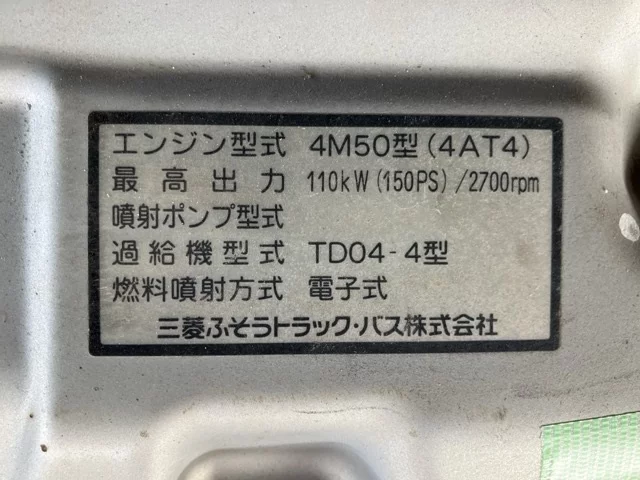 エンジン型式 4M50型(4AT4)
最高出力 110kW(150PS)/2700rpm
噴射ポンプ型式
過給機型式 TD04-4型
燃料噴射方式 電子式
三菱ふそうトラック・バス株式会社